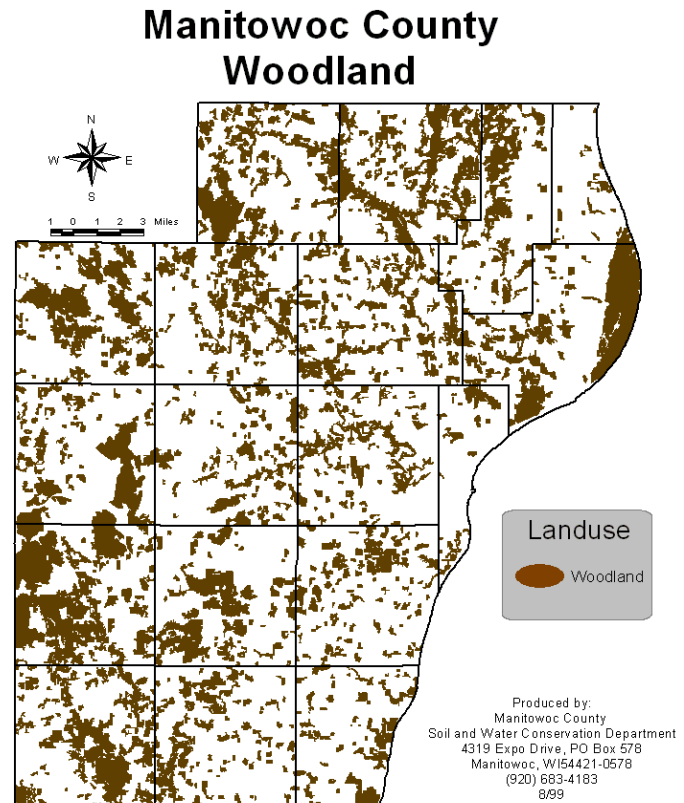 Manitowoc County
Woodland
N
W E
S
1 0 1 2 3 Miles
Landuse
Woodland
Produced by:
Manitowoc County
Soil and Water Conservation Department
4319 Expo Drive, PO Box 578
Manitowoc, WI54421-0578
(920) 683-4183
8/99